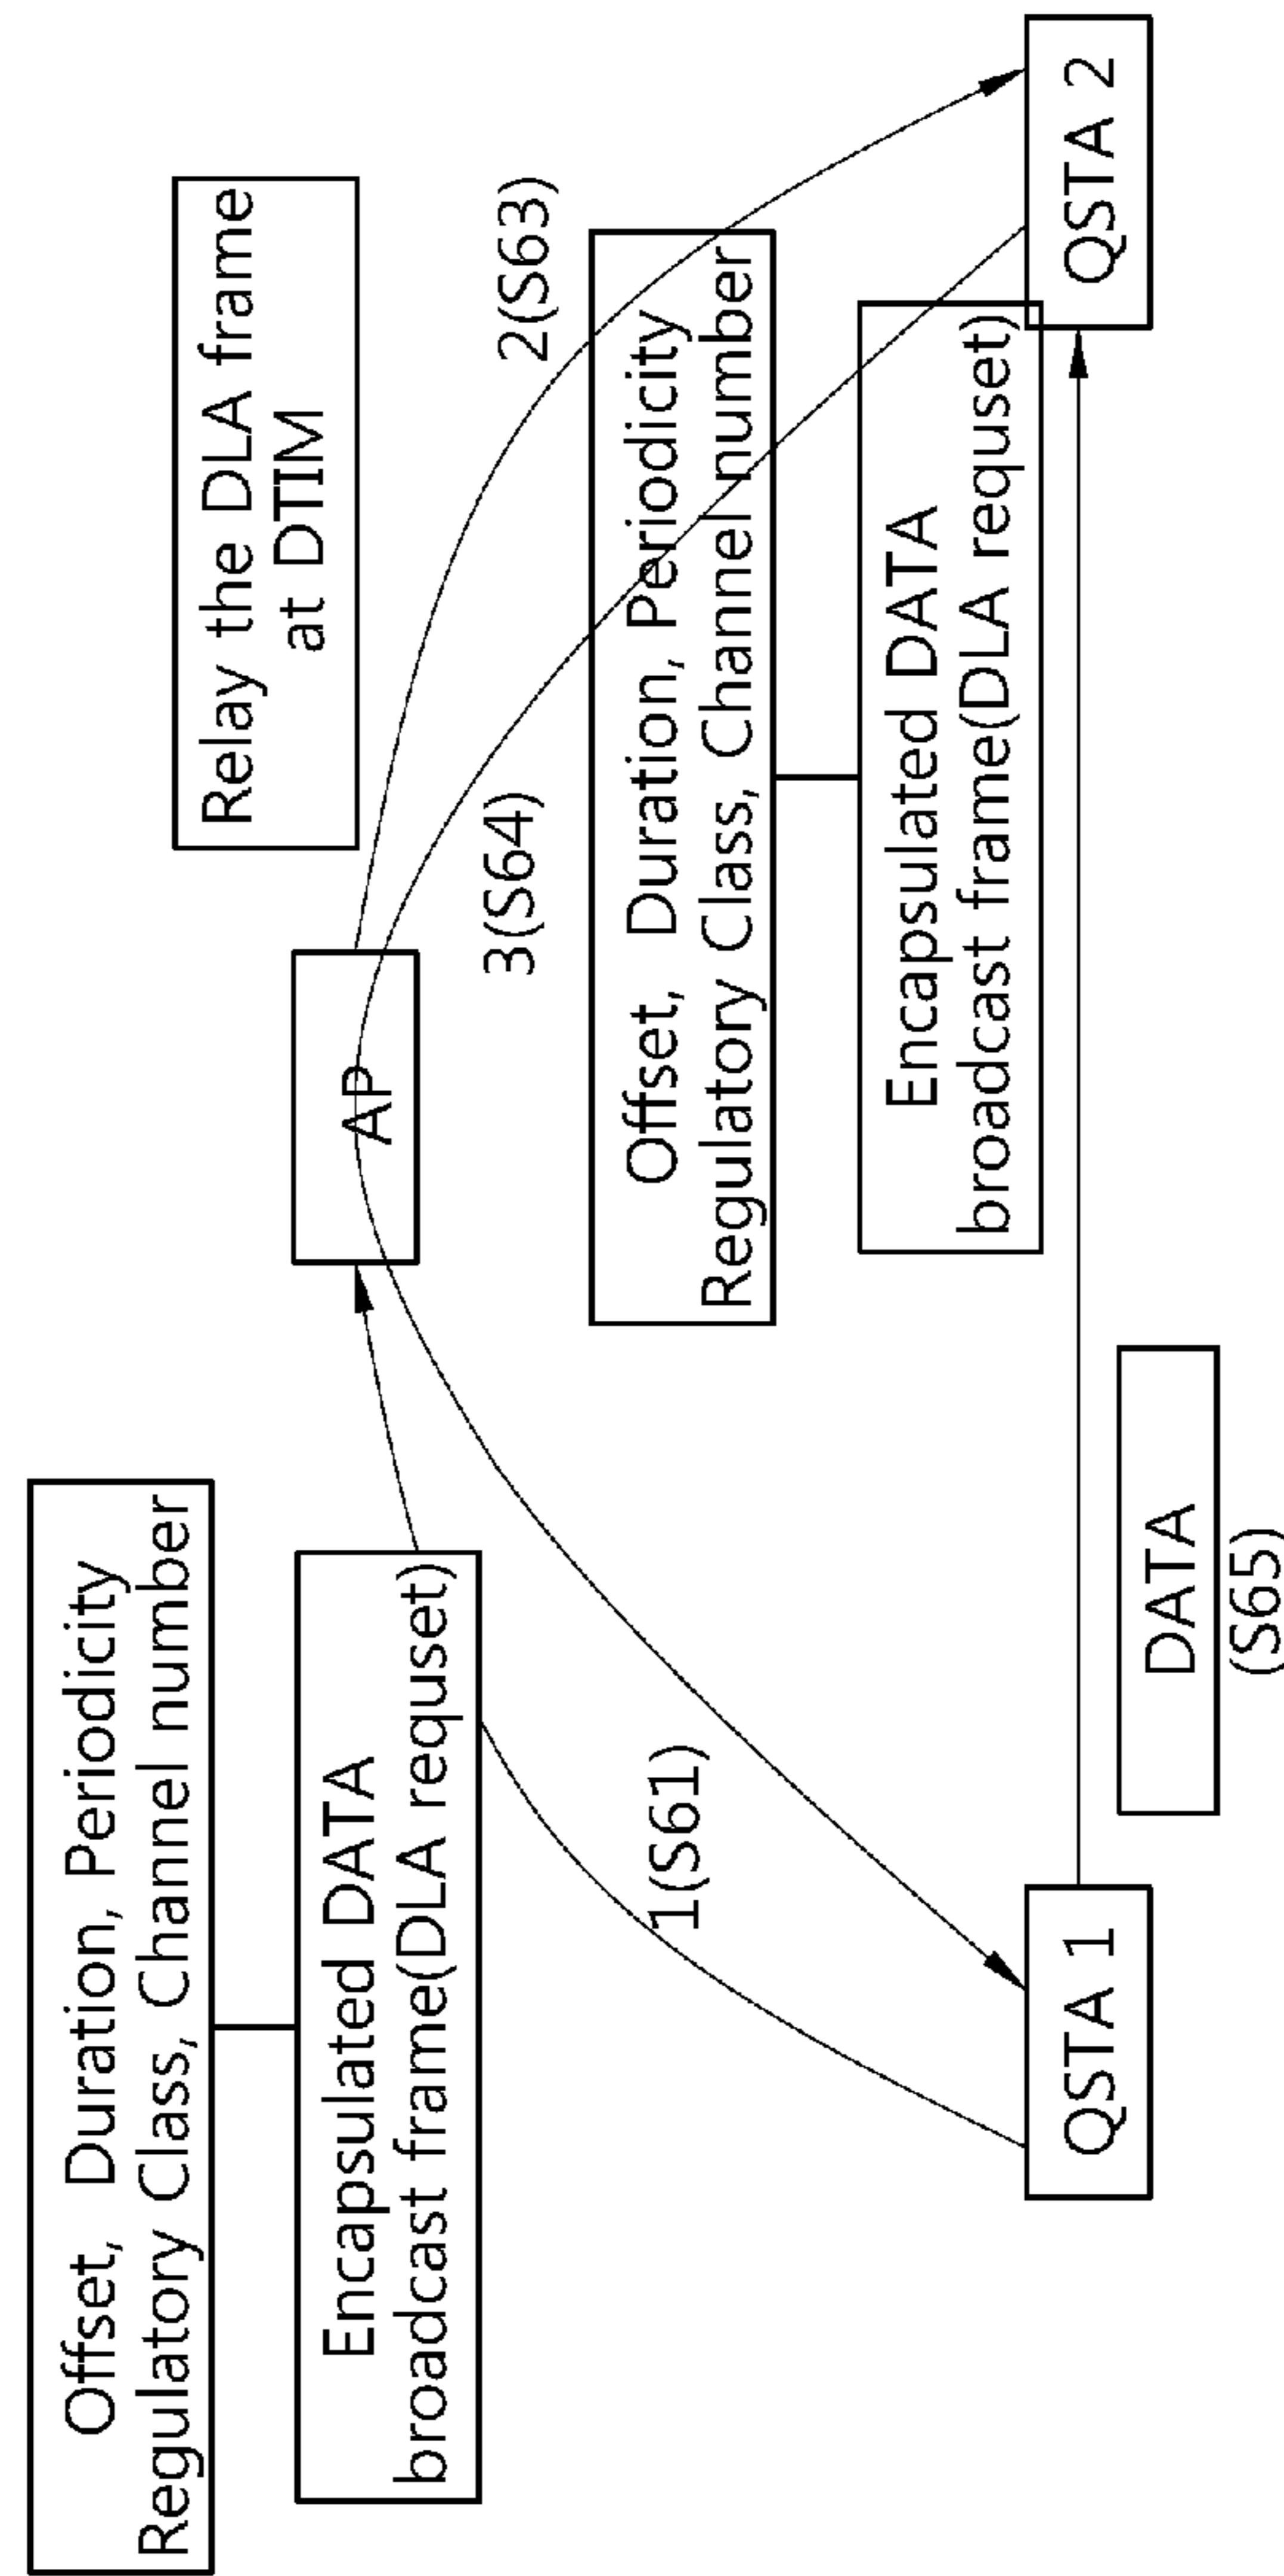 Offset, Duration, Periodicity
Regulatory Class, Channel number
Encapsulated DATA
broadcast frame(DLA requset)
Relay the DLA frame
at DTIM
AP
1(S61)
2(S63)
3(S64)
Offset, Duration, Periodicity
Regulatory Class, Channel number
Encapsulated DATA
broadcast frame(DLA requset)
QSTA 1
QSTA 2
DATA
(S65)